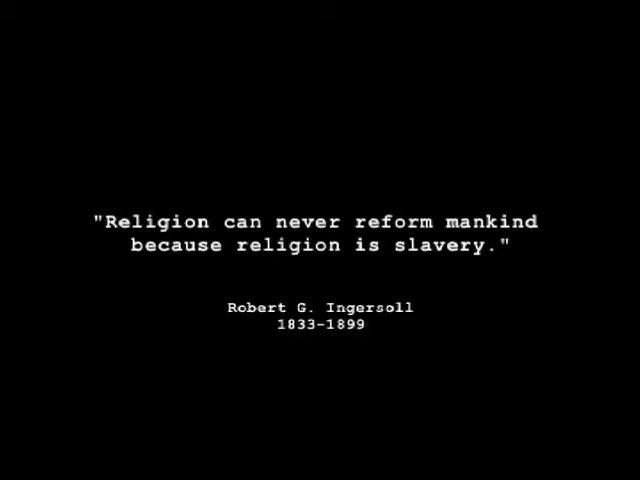 "Religion can never reform mankind
because religion is slavery."
Robert G. Ingersoll
1833-1899